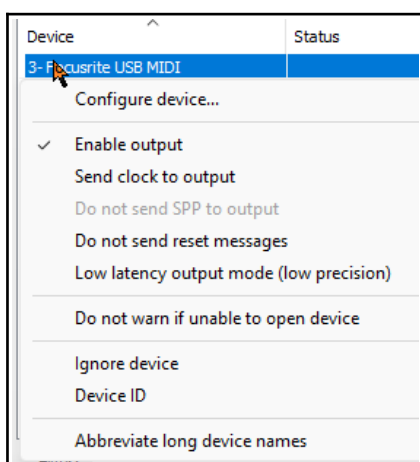 Device Status
3- Focusrite USB MIDI
Configure device...
Enable output
Send clock to output
Do not send SPP to output
Do not send reset messages
Low latency output mode (low precision)
Do not warn if unable to open device
Ignore device
Device ID
Abbreviate long device names